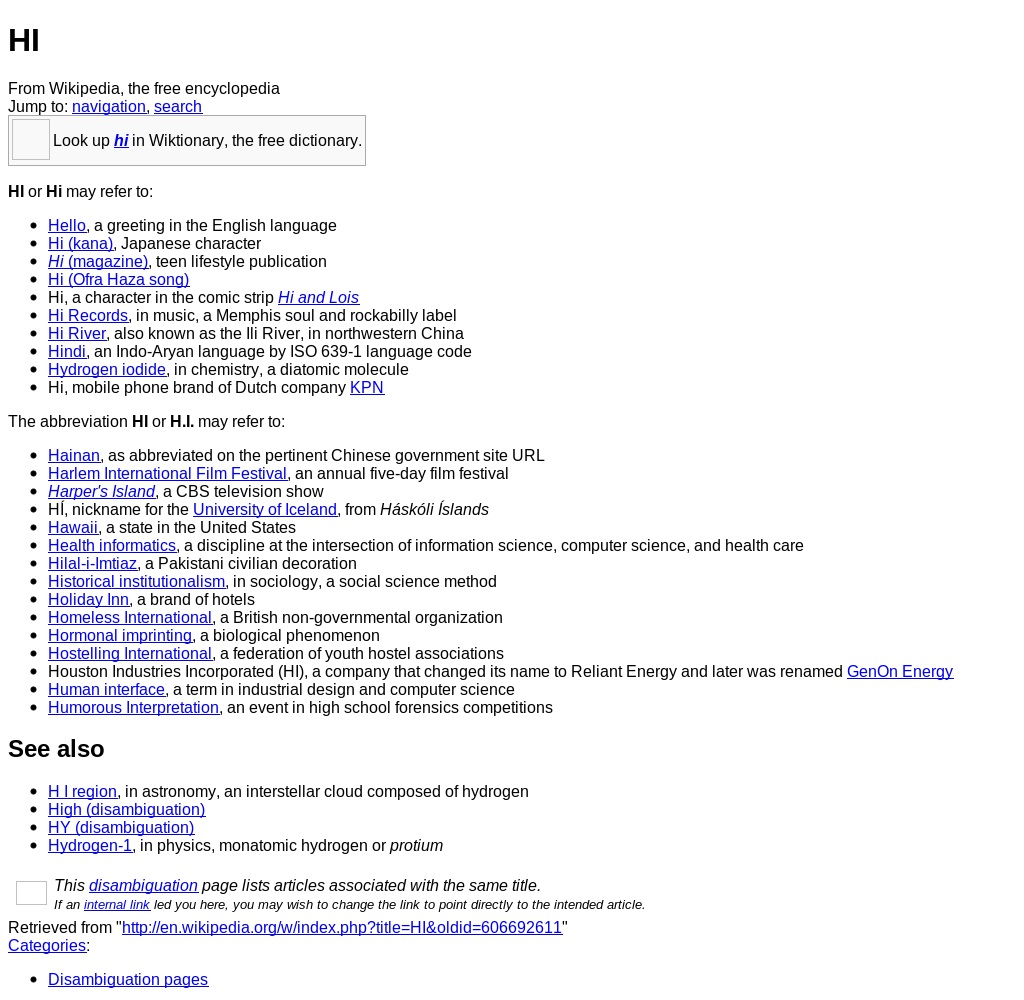 HI
From Wikipedia, the free encyclopedia
Jump to: navigation, search
Look up hi in Wiktionary, the free dictionary.
HI or Hi may refer to:
Hello, a greeting in the English language
Hi (kana), Japanese character
Hi (magazine), teen lifestyle publication
Hi (Ofra Haza song)
Hi, a character in the comic strip Hi and Lois
Hi Records, in music, a Memphis soul and rockabilly label
Hi River, also known as the Ili River, in northwestern China
Hindi, an Indo-Aryan language by ISO 639-1 language code
Hydrogen iodide, in chemistry, a diatomic molecule
Hi, mobile phone brand of Dutch company KPN
The abbreviation HI or H.I. may refer to:
Hainan, as abbreviated on the pertinent Chinese government site URL
Harlem International Film Festival, an annual five-day film festival
Harper's Island, a CBS television show
HÍ, nickname for the University of Iceland, from Háskóli Íslands
Hawaii, a state in the United States
Health informatics, a discipline at the intersection of information science, computer science, and health care
Hilal-i-Imtiaz, a Pakistani civilian decoration
Historical institutionalism, in sociology, a social science method
Holiday Inn, a brand of hotels
Homeless International, a British non-governmental organization
Hormonal imprinting, a biological phenomenon
Hostelling International, a federation of youth hostel associations
Houston Industries Incorporated (HI), a company that changed its name to Reliant Energy and later was renamed GenOn Energy
Human interface, a term in industrial design and computer science
Humorous Interpretation, an event in high school forensics competitions
See also
H I region, in astronomy, an interstellar cloud composed of hydrogen
High (disambiguation)
HY (disambiguation)
Hydrogen-1, in physics, monatomic hydrogen or protium
This disambiguation page lists articles associated with the same title.
If an internal link led you here, you may wish to change the link to point directly to the intended article.
Retrieved from "http://en.wikipedia.org/w/index.php?title=HI&oldid=606692611"
Categories:
Disambiguation pages